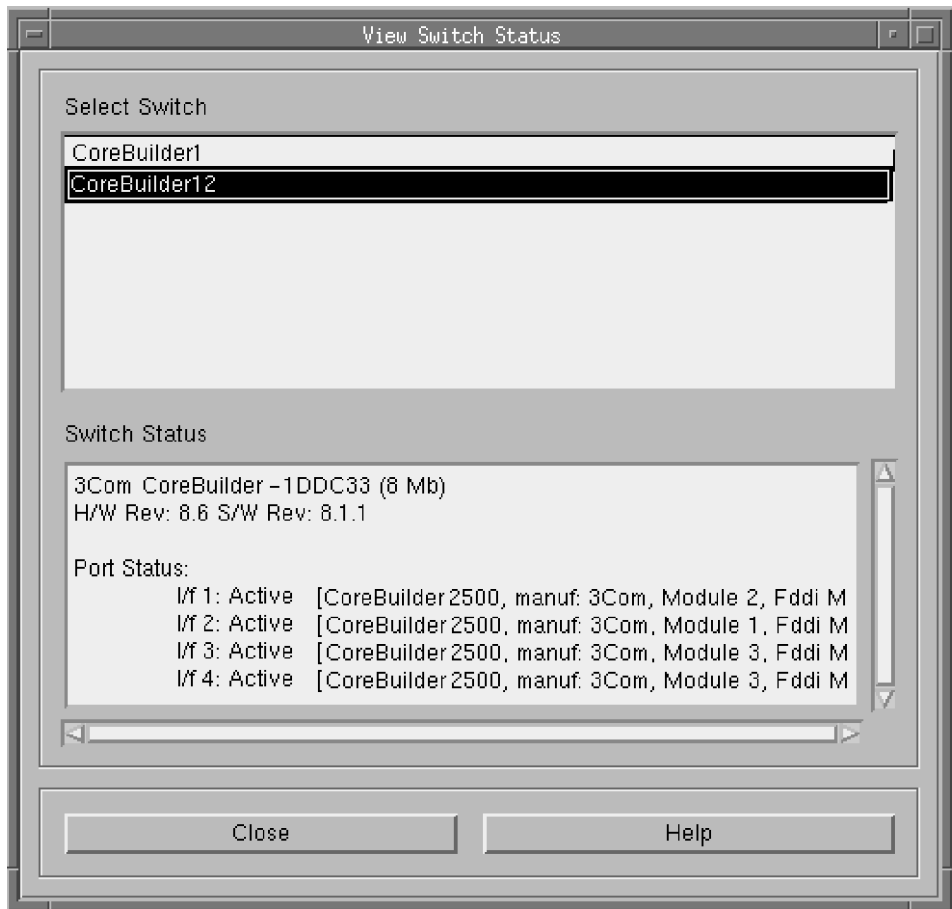 View Switch Status
Select Switch
CoreBuilder1
CoreBuilder12
Switch Status
3Com CoreBuilder –1DDC33 (8 Mb)
H/W Rev: 8.6 S/W Rev: 8.1.1
Port Status:
I/f 1: Active [CoreBuilder 2500, manuf: 3Com, Module 2, Fddi M
I/f 2: Active [CoreBuilder 2500, manuf: 3Com, Module 1, Fddi M
I/f 3: Active [CoreBuilder 2500, manuf: 3Com, Module 3, Fddi M
I/f 4: Active [CoreBuilder 2500, manuf: 3Com, Module 3, Fddi M
Close Help